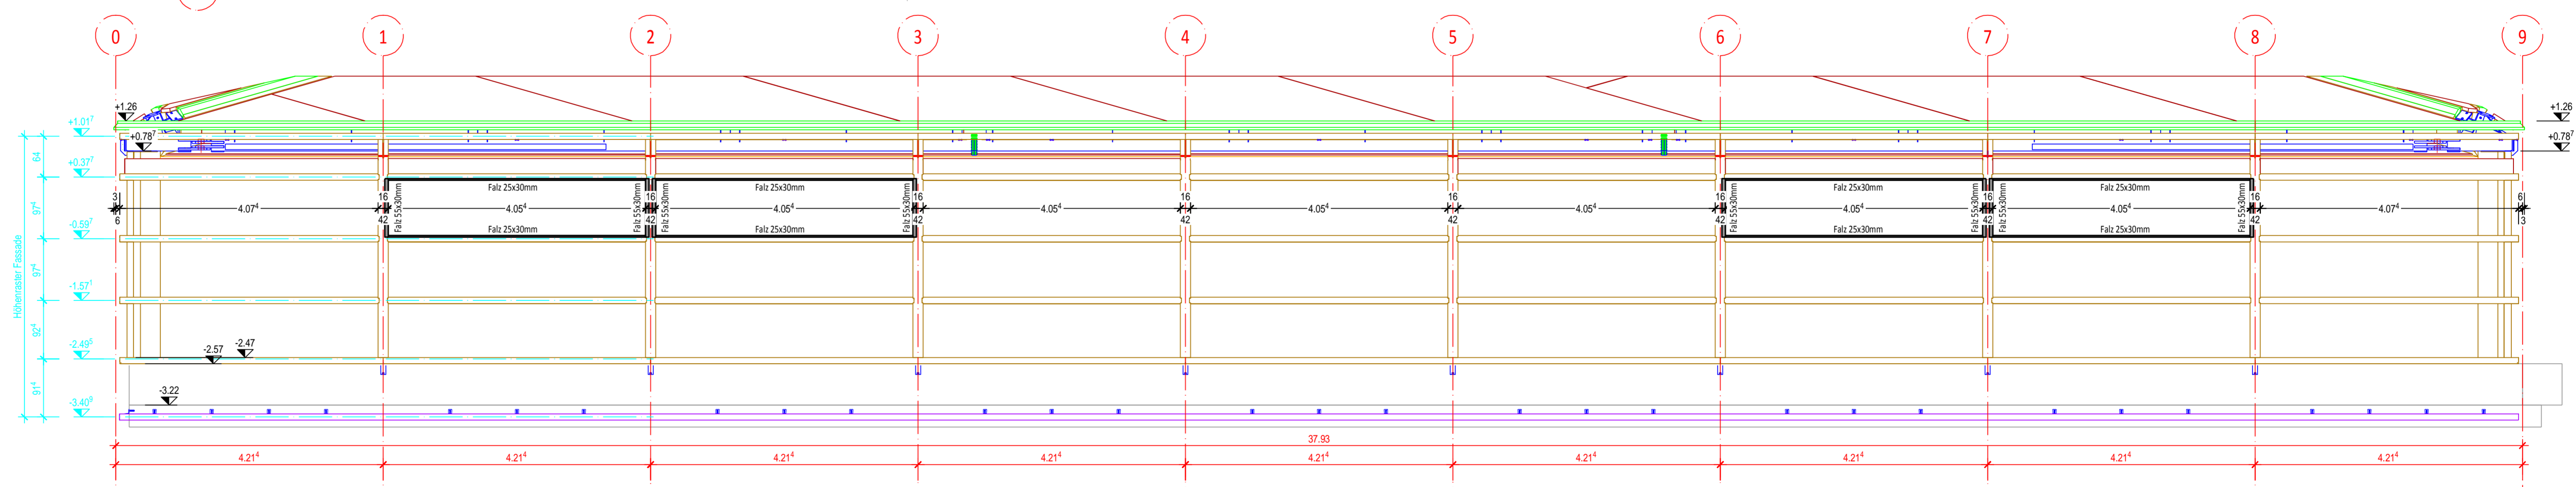 0 1 2 3 4 5 6 7 8 9
+1.26 +1.26
+1.01⁷
+0.78⁷ +0.78⁷
64
+0.37⁷
Falz 25x30mm Falz 25x30mm Falz 25x30mm Falz 25x30mm
Falz 55x30mm Falz 55x30mm Falz 55x30mm Falz 55x30mm Falz 55x30mm Falz 55x30mm Falz 55x30mm Falz 55x30mm
3 16 16 16 16 16 16 16 16 6
97⁴ 4.07⁴ 4.05⁴ 4.05⁴ 4.05⁴ 4.05⁴ 4.05⁴ 4.05⁴ 4.05⁴ 4.07⁴
6 42 42 42 42 42 42 42 42 3
Falz 25x30mm Falz 25x30mm Falz 25x30mm Falz 25x30mm
-0.59⁷
Höhenraster Fassade
97⁴
-1.57¹
92⁴
-2.49⁵
-2.57 -2.47
91⁴
-3.22
-3.40⁹
37.93
4.21⁴ 4.21⁴ 4.21⁴ 4.21⁴ 4.21⁴ 4.21⁴ 4.21⁴ 4.21⁴ 4.21⁴